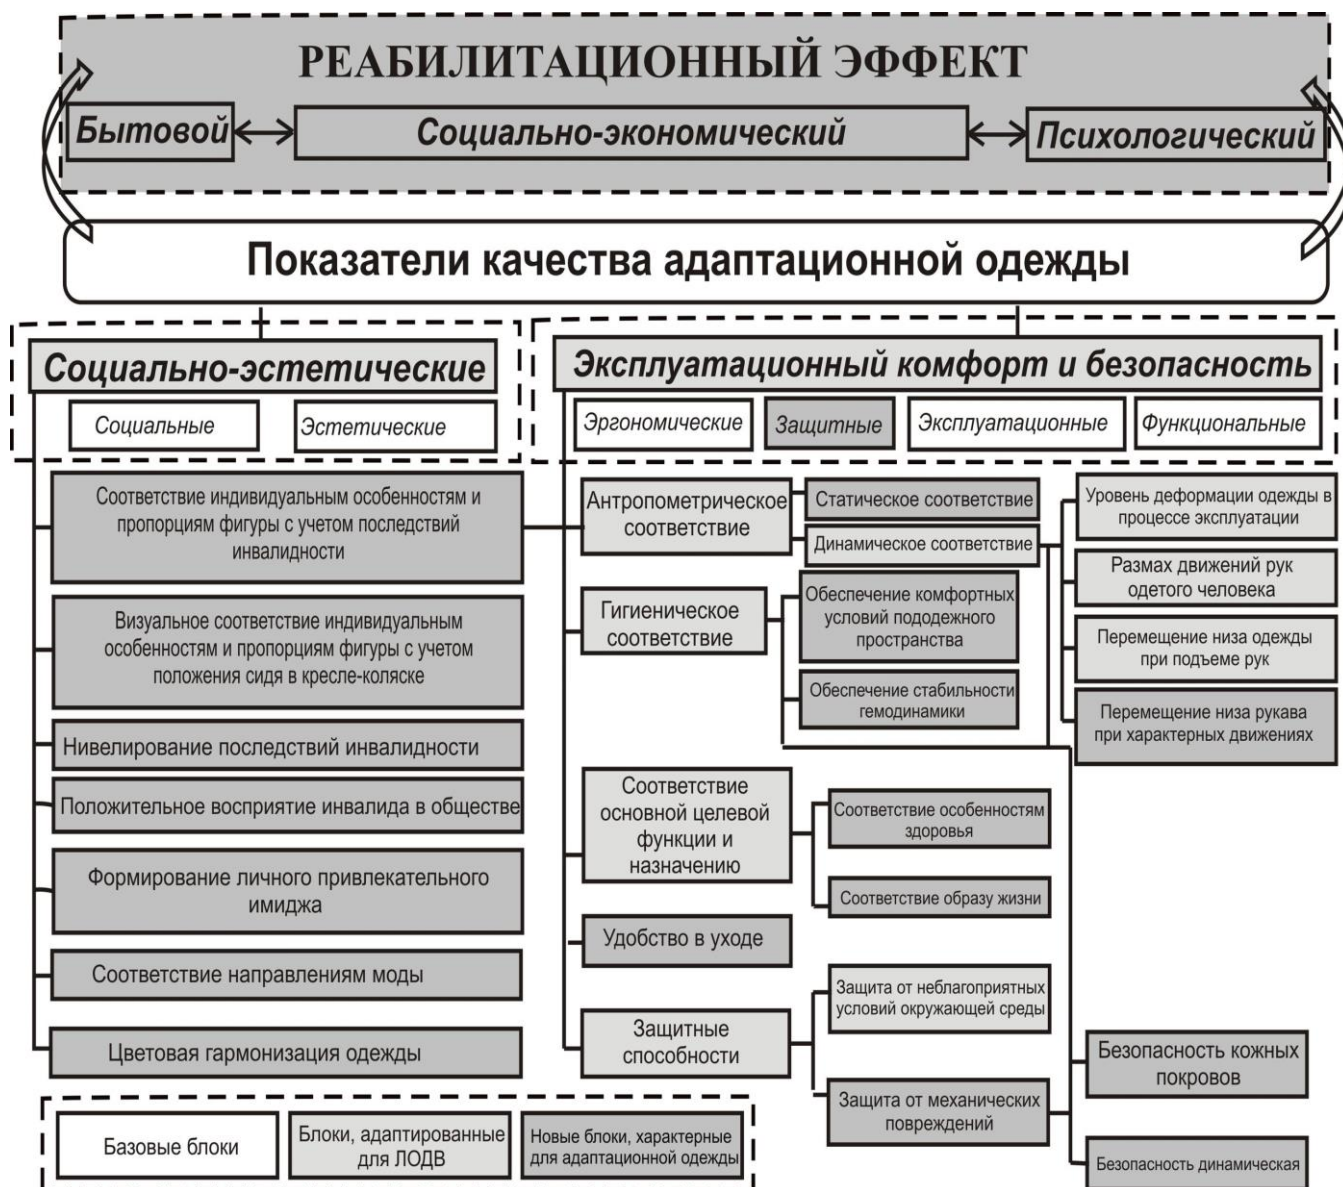 РЕАБИЛИТАЦИОННЫЙ ЭФФЕКТ
Бытовой
Социально-экономический
Психологический
Показатели качества адаптационной одежды
Социально-эстетические
Социальные
Эстетические
Соответствие индивидуальным особенностям и
пропорциям фигуры с учетом последствий
инвалидности
Визуальное соответствие индивидуальным
особенностям и пропорциям фигуры с учетом
положения сидя в кресле-коляске
Нивелирование последствий инвалидности
Положительное восприятие инвалида в обществе
Формирование личного привлекательного
имиджа
Соответствие направлениям моды
Цветовая гармонизация одежды
Эксплуатационный комфорт и безопасность
Эргономические
Защитные
Эксплуатационные
Функциональные
Антропометрическое
соответствие
Статическое соответствие
Динамическое соответствие
Уровень деформации одежды в
процессе эксплуатации
Размах движений рук
одетого человека
Перемещение низа одежды
при подъеме рук
Перемещение низа рукава
при характерных движениях
Гигиеническое
соответствие
Обеспечение комфортных
условий пододежного
пространства
Обеспечение стабильности
гемодинамики
Соответствие
основной целевой
функции и
назначению
Соответствие особенностям
здоровья
Соответствие образу жизни
Удобство в уходе
Защитные
способности
Защита от неблагоприятных
условий окружающей среды
Защита от механических
повреждений
Безопасность кожных
покровов
Безопасность динамическая
Базовые блоки
Блоки, адаптированные
для ЛОДВ
Новые блоки, характерные
для адаптационной одежды